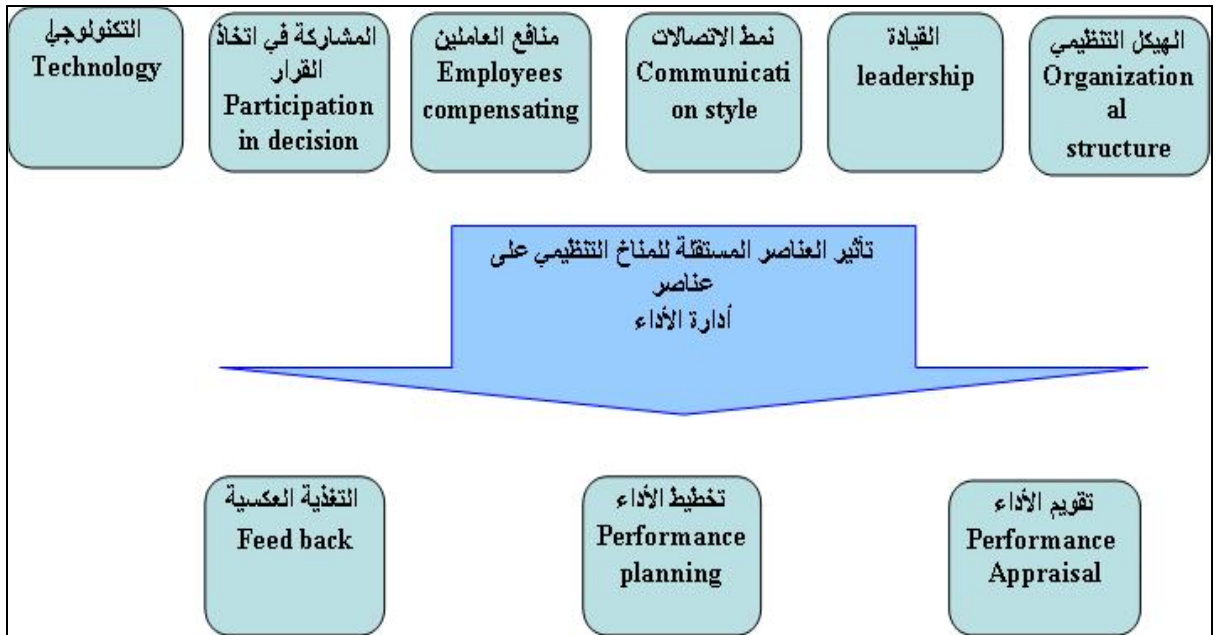 الهيكل التنظيمي
Organization
al
structure
القيادة
leadership
نمط الاتصالات
Communicati
on style
منافع العاملين
Employees
compensating
المشاركة في اتخاذ
القرار
Participation
in decision
التكنولوجيا
Technology
تأثير العناصر المستقلة للمناخ التنظيمي على
عناصر
أدارة الأداء
تقويم الأداء
Performance
Appraisal
تخطيط الأداء
Performance
planning
التغذية العكسية
Feed back